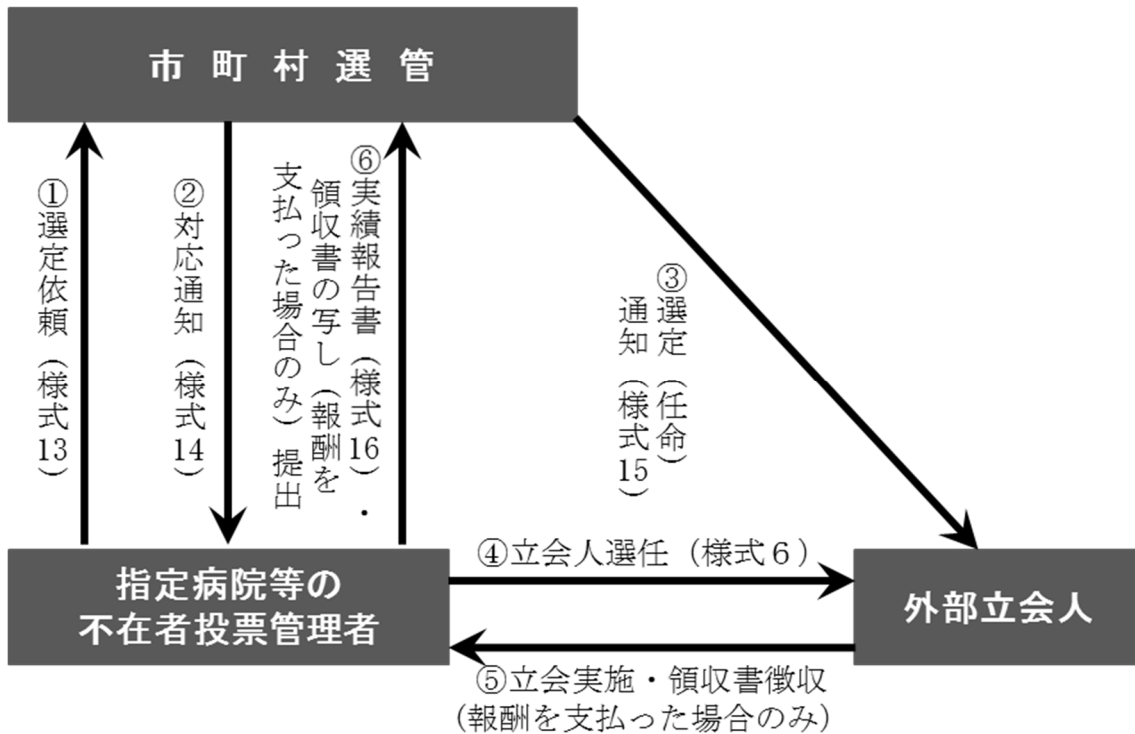 市町村選管
①選定依頼（様式13）
②対応通知（様式14）
⑥実績報告書（様式16）・
領収書の写し（報酬を
支払った場合のみ）提出
③選定（任命）
通知（様式15）
④立会人選任（様式６）
指定病院等の
不在者投票管理者
外部立会人
⑤立会実施・領収書徴収
（報酬を支払った場合のみ）